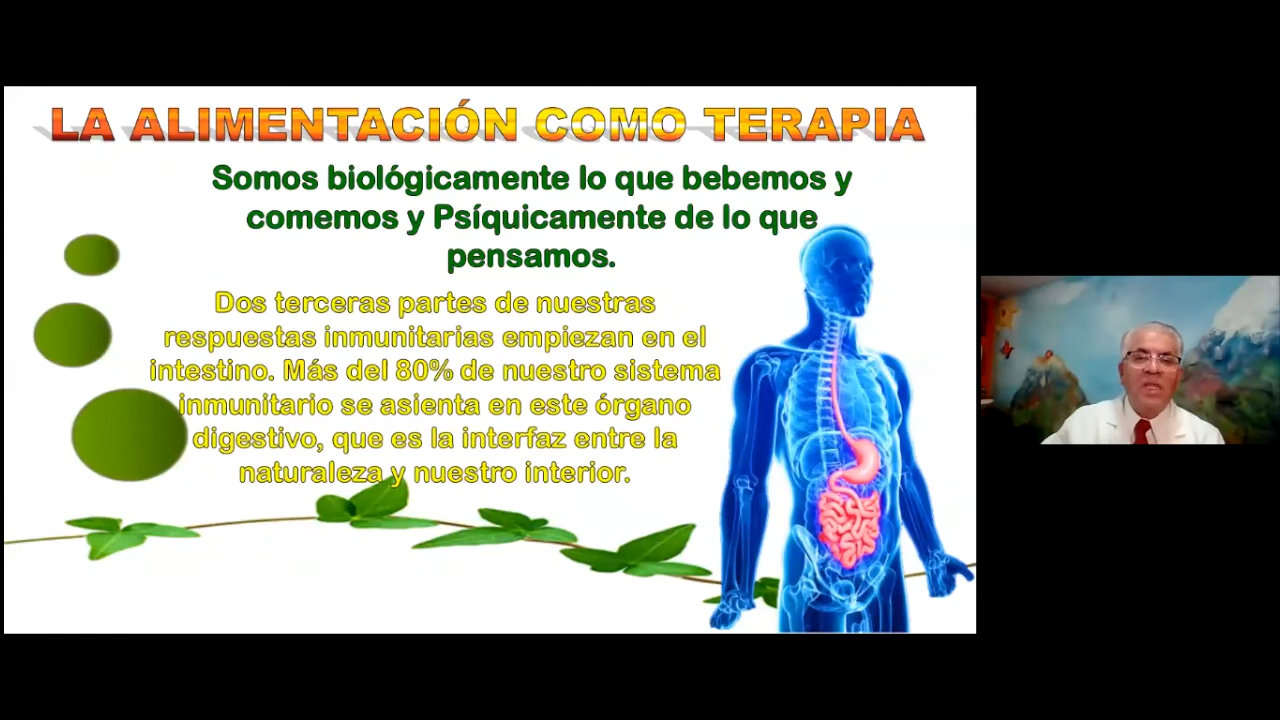 LA ALIMENTACIÓN COMO TERAPIA
Somos biológicamente lo que bebemos y
comemos y Psíquicamente de lo que
pensamos.
Dos terceras partes de nuestras
respuestas inmunitarias empiezan en el
intestino. Más del 80% de nuestro sistema
inmunitario se asienta en este órgano
digestivo, que es la interfaz entre la
naturaleza y nuestro interior.